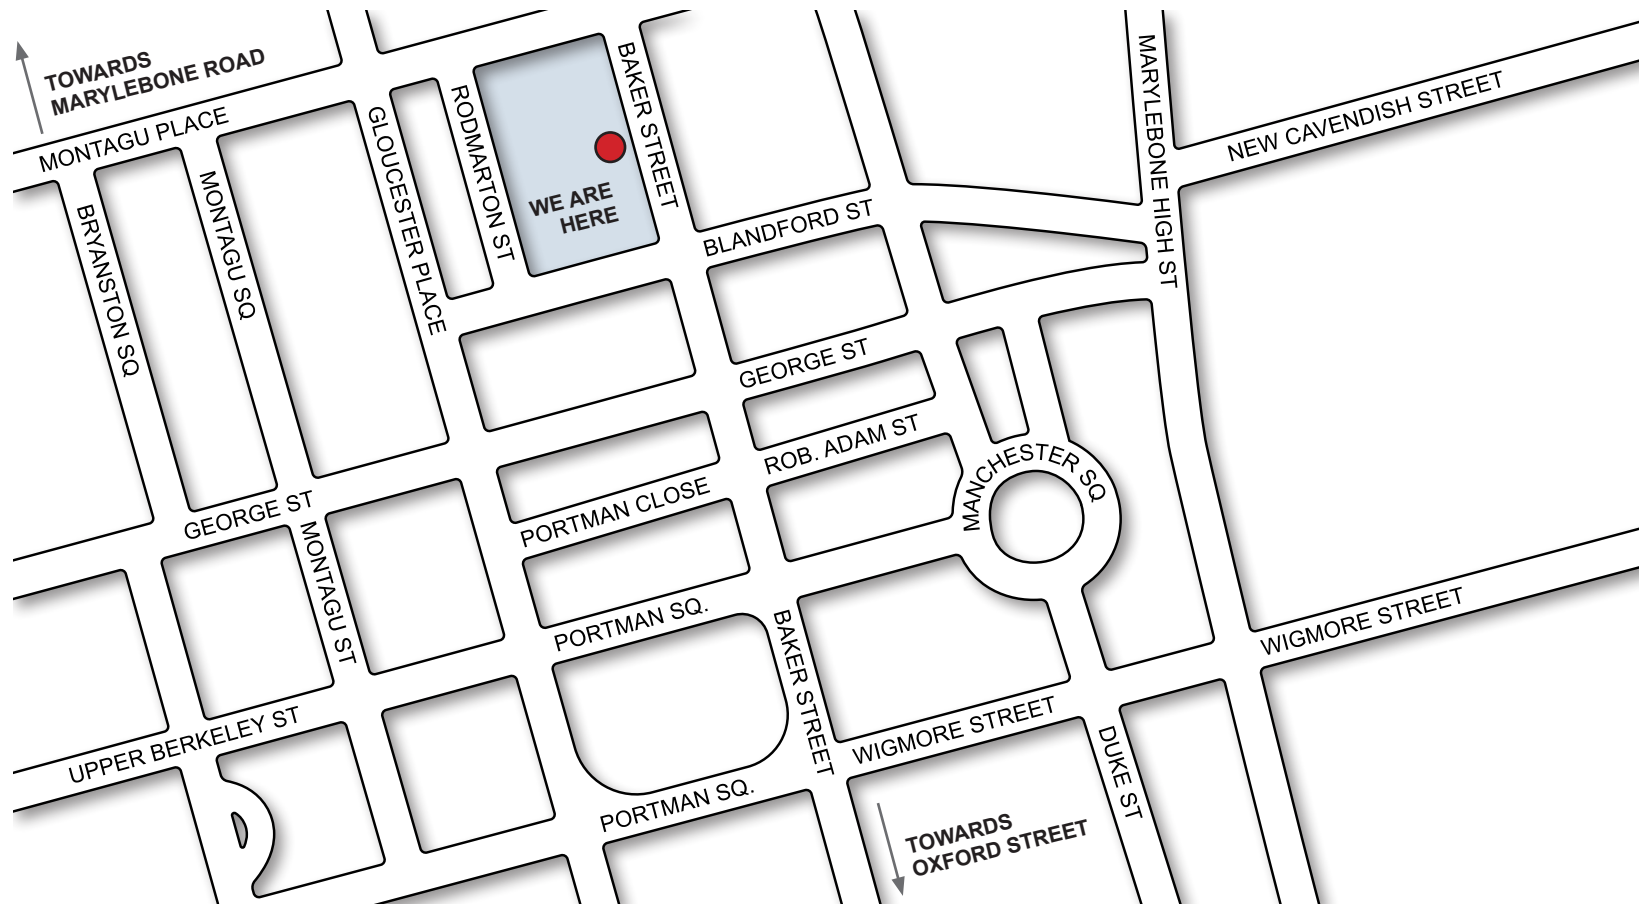 TOWARDS
MARYLEBONE ROAD
MONTAGU PLACE
BRYANSTON SQ
MONTAGU SQ
GLOUCESTER PLACE
RODMARTON ST
BAKER STREET
WE ARE
HERE
BLANDFORD ST
MARYLEBONE HIGH ST
NEW CAVENDISH STREET
GEORGE ST
ROB. ADAM ST
MANCHESTER SQ
PORTMAN CLOSE
GEORGE ST
MONTAGU ST
PORTMAN SQ.
BAKER STREET
WIGMORE STREET
UPPER BERKELEY ST
WIGMORE STREET
DUKE ST
PORTMAN SQ.
TOWARDS
OXFORD STREET